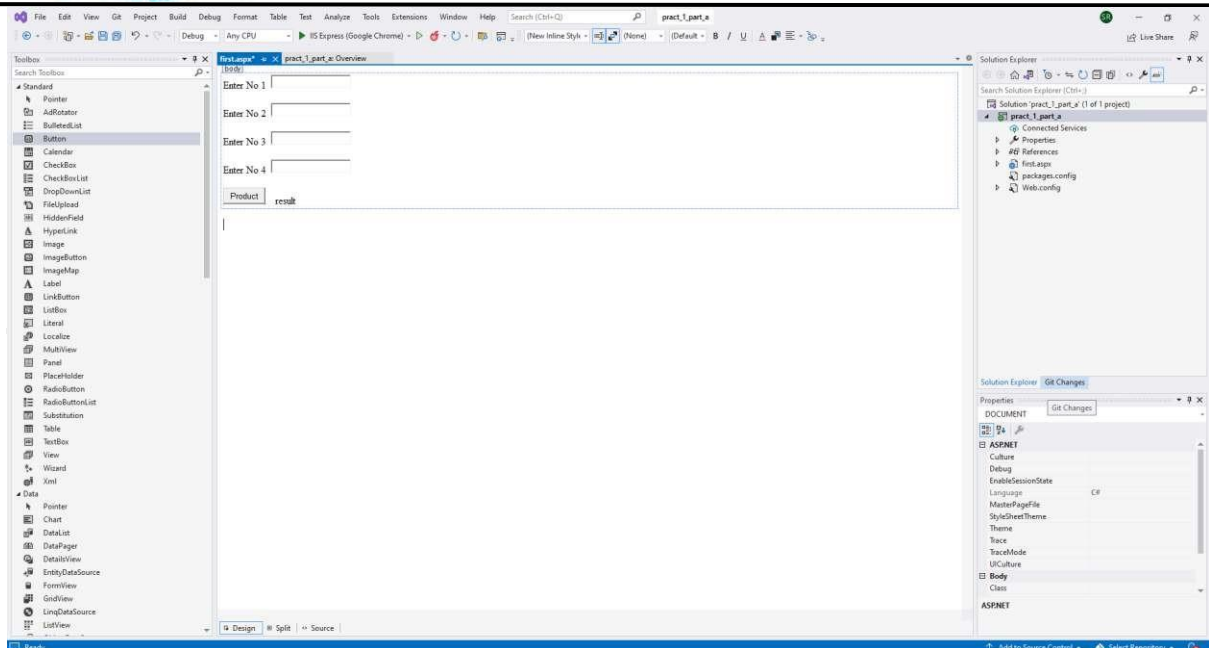 File Edit View Git Project Build Debug Format Table Test Analyze Tools Extensions Window Help Search (Ctrl+Q) pract_1_part_a SR
Debug Any CPU IIS Express (Google Chrome) (New Inline Style (None) (Default B I U A Live Share
Toolbox
Search Toolbox
Standard
Pointer
AdRotator
BulletedList
Button
Calendar
CheckBox
CheckBoxList
DropDownList
FileUpload
HiddenField
HyperLink
Image
ImageButton
ImageMap
Label
LinkButton
ListBox
Literal
Localize
MultiView
Panel
PlaceHolder
RadioButton
RadioButtonList
Substitution
Table
TextBox
View
Wizard
Xml
Data
Pointer
Chart
DataList
DataPager
DetailsView
EntityDataSource
FormView
GridView
LinqDataSource
ListView
first.aspx* pract_1_part_a: Overview
body
Enter No 1
Enter No 2
Enter No 3
Enter No 4
Product result
Design Split Source
Solution Explorer
Search Solution Explorer (Ctrl+;)
Solution 'pract_1_part_a' (1 of 1 project)
pract_1_part_a
Connected Services
Properties
References
first.aspx
packages.config
Web.config
Solution Explorer Git Changes
Properties
Git Changes
DOCUMENT
ASP.NET
Culture
Debug
EnableSessionState
Language C#
MasterPageFile
StyleSheetTheme
Theme
Trace
TraceMode
UICulture
Body
Class
ASP.NET
Ready Add to Source Control Select Repository